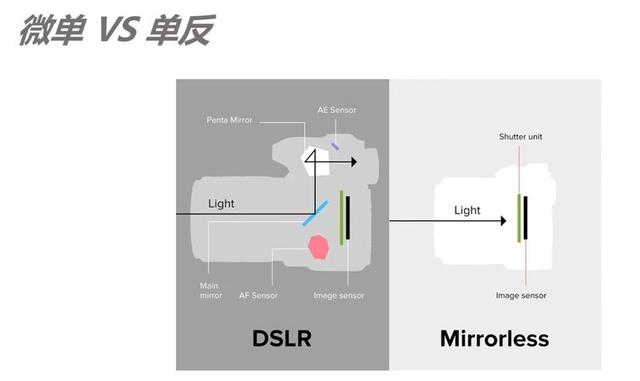 微单 VS 单反
AE Sensor
Penta Mirror
Light
Main
mirror
AF Sensor
Image sensor
DSLR
Shutter unit
Light
Image sensor
Mirrorless